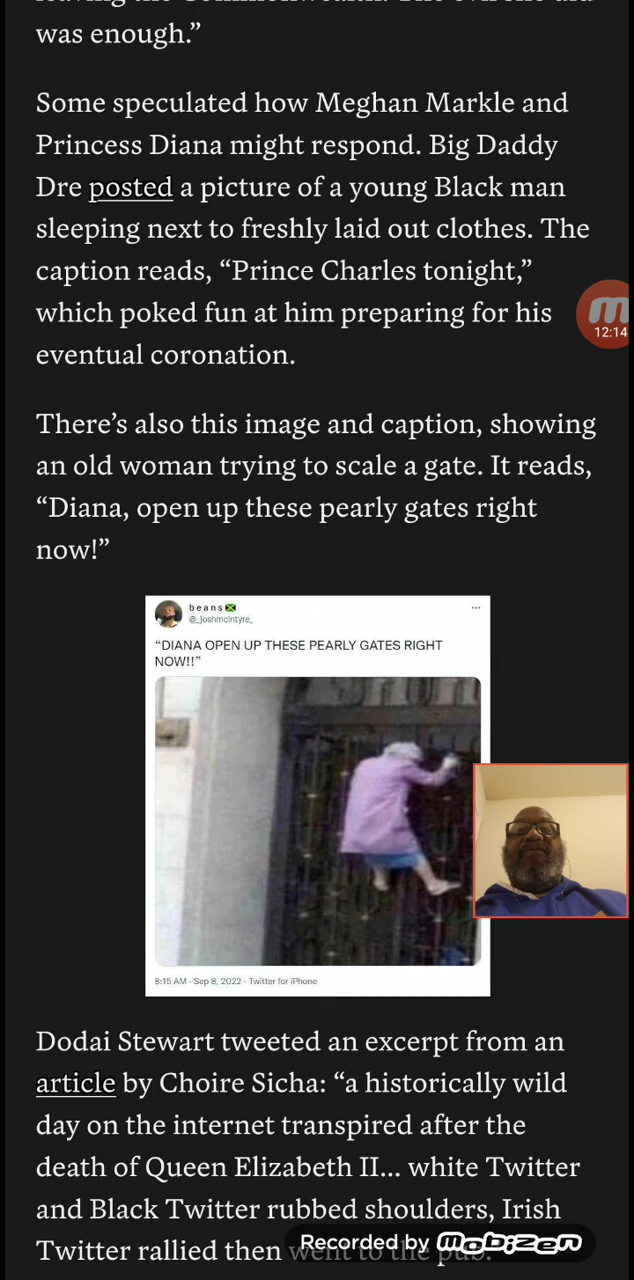 was enough.”
Some speculated how Meghan Markle and
Princess Diana might respond. Big Daddy
Dre posted a picture of a young Black man
sleeping next to freshly laid out clothes. The
caption reads, “Prince Charles tonight,”
which poked fun at him preparing for his
12:14
eventual coronation.
There’s also this image and caption, showing
an old woman trying to scale a gate. It reads,
“Diana, open up these pearly gates right
now!”
beans
@_joshmcintyre_
“DIANA OPEN UP THESE PEARLY GATES RIGHT
NOW!!”
8:15 AM - Sep 8, 2022 - Twitter for iPhone
Dodai Stewart tweeted an excerpt from an
article by Choire Sicha: “a historically wild
day on the internet transpired after the
death of Queen Elizabeth II... white Twitter
and Black Twitter rubbed shoulders, Irish
Twitter rallied then went to the pub.
Recorded by Mobizen